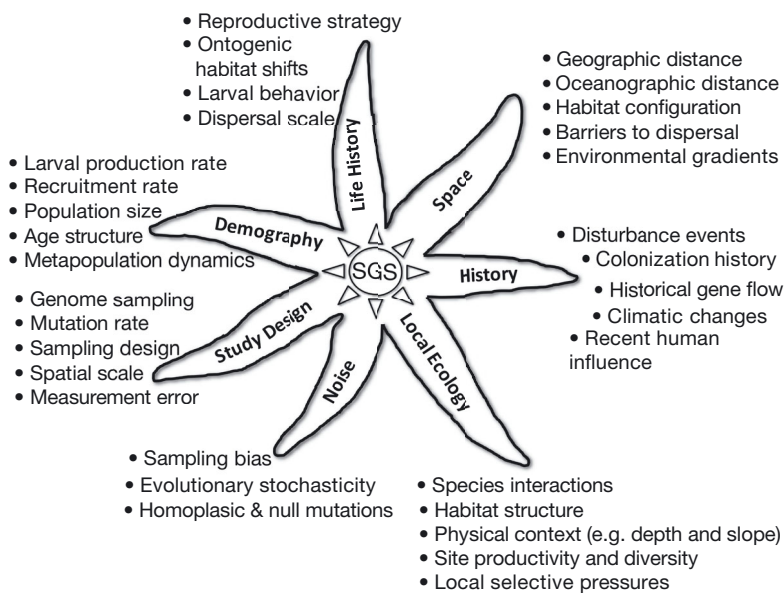 • Reproductive strategy
• Ontogenic
habitat shifts
• Larval behavior
• Dispersal scale
• Geographic distance
• Oceanographic distance
• Habitat configuration
• Barriers to dispersal
• Environmental gradients
Life History
Space
• Larval production rate
• Recruitment rate
• Population size
• Age structure
• Metapopulation dynamics
Demography
SGS
History
• Disturbance events
• Colonization history
• Historical gene flow
• Climatic changes
• Recent human
influence
• Genome sampling
• Mutation rate
• Sampling design
• Spatial scale
• Measurement error
Study Design
Noise
Local Ecology
• Sampling bias
• Evolutionary stochasticity
• Homoplasic & null mutations
• Species interactions
• Habitat structure
• Physical context (e.g. depth and slope)
• Site productivity and diversity
• Local selective pressures